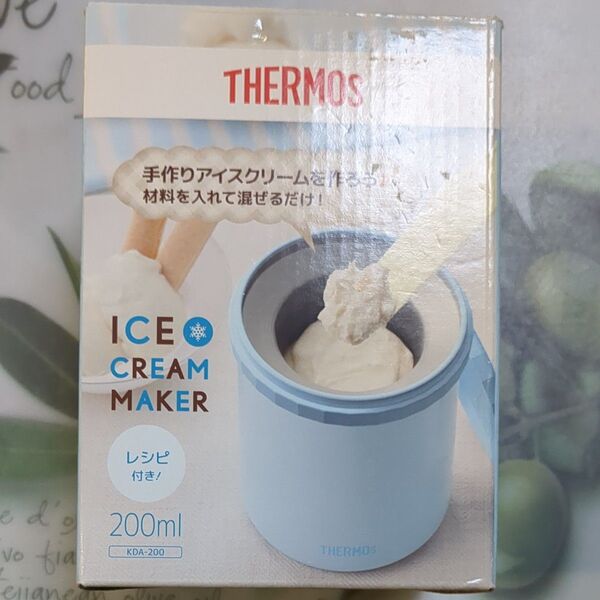 THERMOS
手作りアイスクリームを作ろう!
材料を入れて混ぜるだけ!
ICE
CREAM
MAKER
レシピ
付き!
200ml
KDA-200
THERMOS
ood